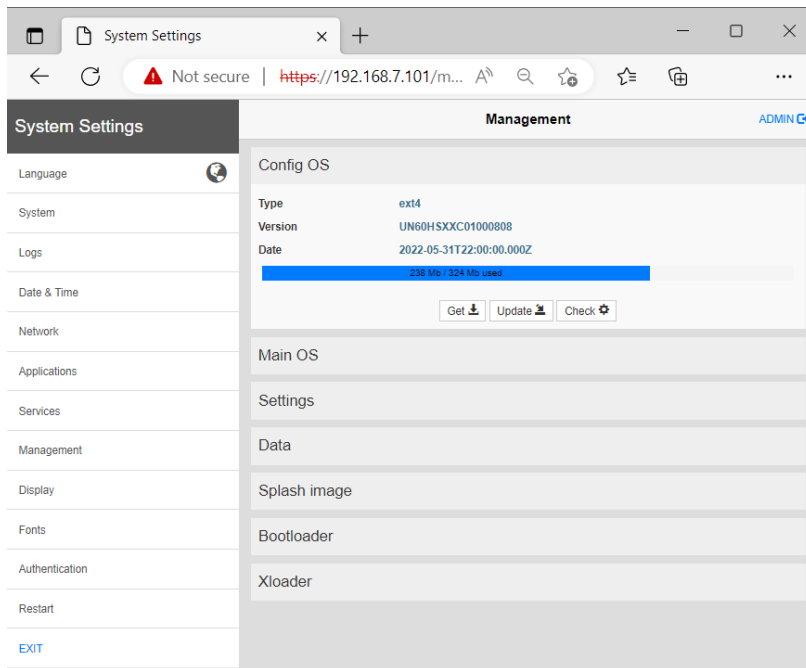 System Settings
Not secure | https://192.168.7.101/m...
System Settings
Management
ADMIN
Language
System
Logs
Date & Time
Network
Applications
Services
Management
Display
Fonts
Authentication
Restart
EXIT
Config OS
Type ext4
Version UN60HSXXC01000808
Date 2022-05-31T22:00:00.000Z
238 Mb / 324 Mb used
Get Update Check
Main OS
Settings
Data
Splash image
Bootloader
Xloader